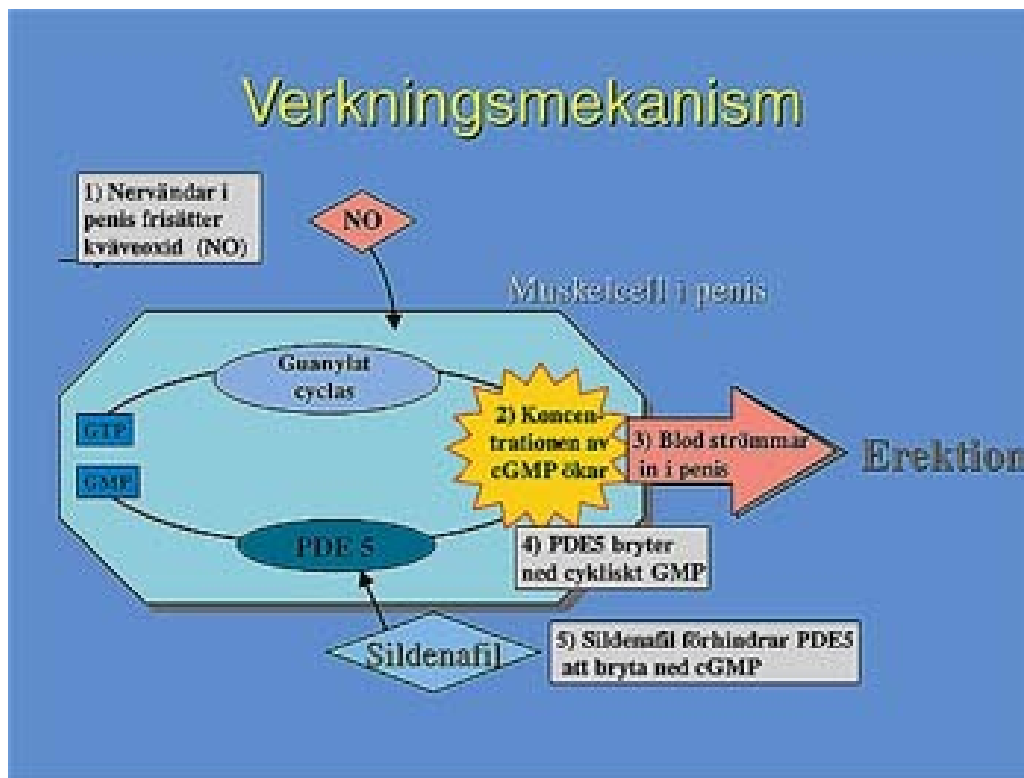 Verkningsmekanism
1) Nervändar i
penis frisätter
kväveoxid (NO)
NO
Muskelcell i penis
Guanylat
cyclas
GTP
GMP
2) Koncen-
trationen av
cGMP ökar
3) Blod strömmar
in i penis
Erektion
PDE 5
4) PDE5 bryter
ned cykliskt GMP
Sildenafil
5) Sildenafil förhindrar PDE5
att bryta ned cGMP